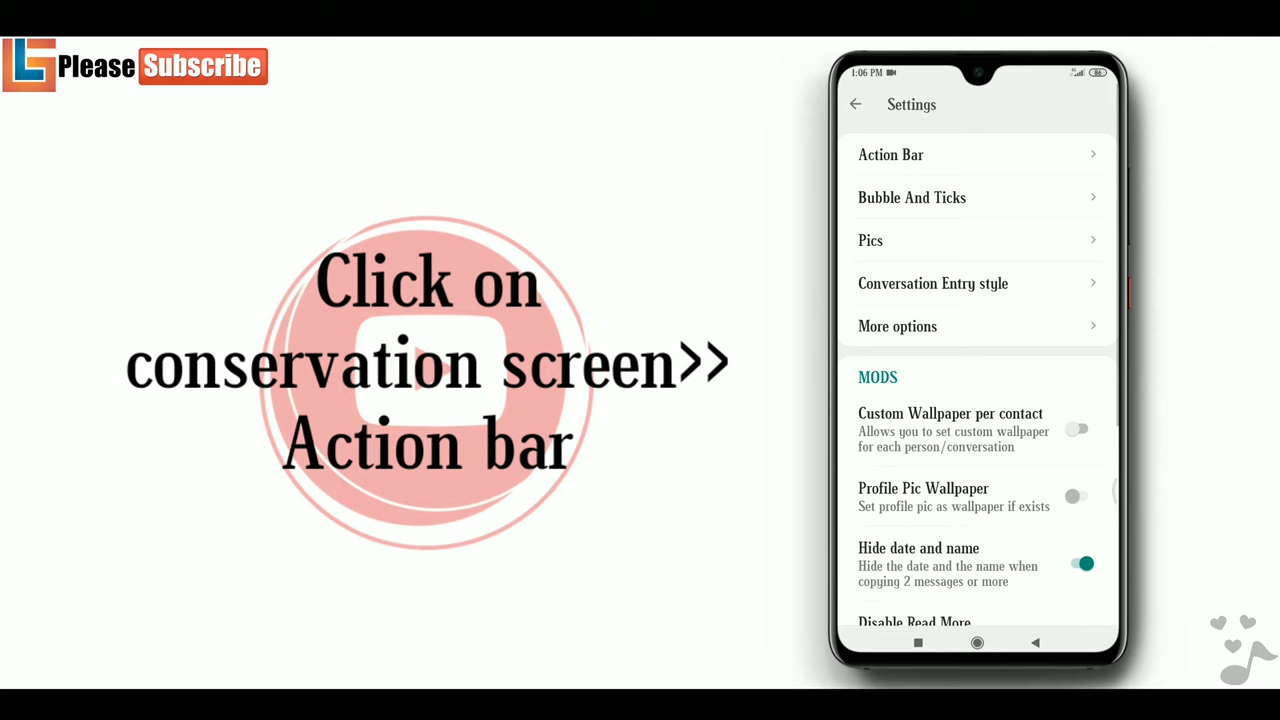 Please Subscribe
Click on
conservation screen>>
Action bar
1:06 PM
86
Settings
Action Bar
Bubble And Ticks
Pics
Conversation Entry style
More options
MODS
Custom Wallpaper per contact
Allows you to set custom wallpaper
for each person/conversation
Profile Pic Wallpaper
Set profile pic as wallpaper if exists
Hide date and name
Hide the date and the name when
copying 2 messages or more
Disable Read More